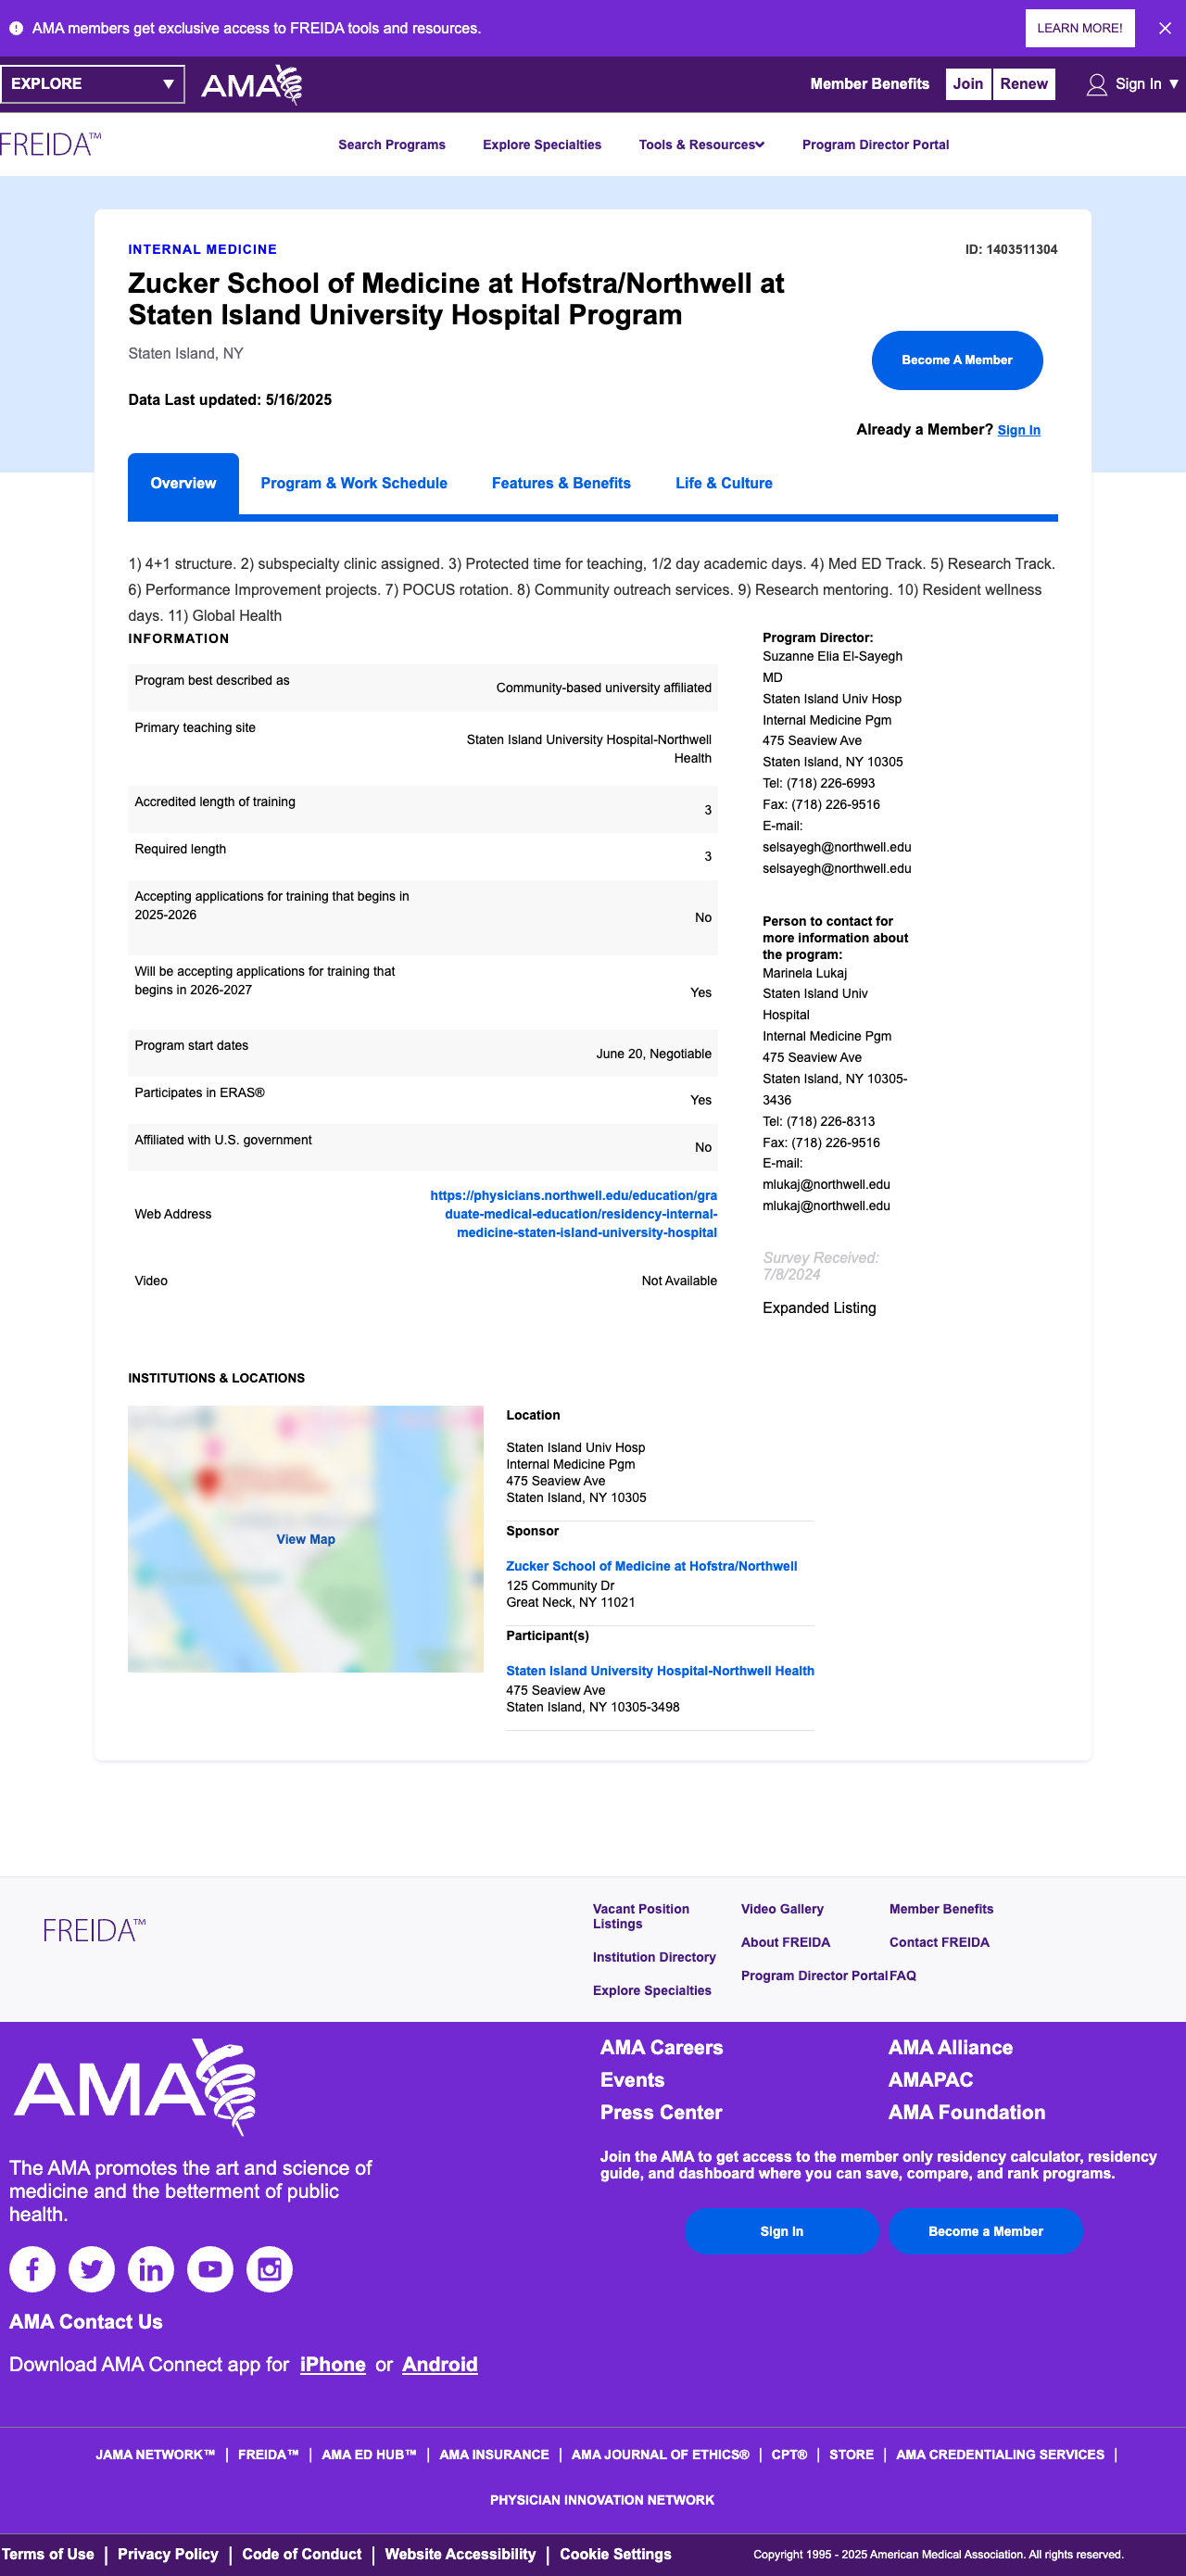 AMA members get exclusive access to FREIDA tools and resources.
LEARN MORE!
EXPLORE
AMA
Member Benefits
Join
Renew
Sign In ▼
FREIDA™
Search Programs
Explore Specialties
Tools & Resources
Program Director Portal
INTERNAL MEDICINE
ID: 1403511304
Zucker School of Medicine at Hofstra/Northwell at
Staten Island University Hospital Program
Staten Island, NY
Become A Member
Data Last updated: 5/16/2025
Already a Member? Sign In
Overview
Program & Work Schedule
Features & Benefits
Life & Culture
1) 4+1 structure. 2) subspecialty clinic assigned. 3) Protected time for teaching, 1/2 day academic days. 4) Med ED Track. 5) Research Track.
6) Performance Improvement projects. 7) POCUS rotation. 8) Community outreach services. 9) Research mentoring. 10) Resident wellness
days. 11) Global Health
INFORMATION
Program best described as
Community-based university affiliated
Primary teaching site
Staten Island University Hospital-Northwell
Health
Accredited length of training
3
Required length
3
Accepting applications for training that begins in
2025-2026
No
Will be accepting applications for training that
begins in 2026-2027
Yes
Program start dates
June 20, Negotiable
Participates in ERAS®
Yes
Affiliated with U.S. government
No
Web Address
https://physicians.northwell.edu/education/gra
duate-medical-education/residency-internal-
medicine-staten-island-university-hospital
Video
Not Available
Program Director:
Suzanne Elia El-Sayegh
MD
Staten Island Univ Hosp
Internal Medicine Pgm
475 Seaview Ave
Staten Island, NY 10305
Tel: (718) 226-6993
Fax: (718) 226-9516
E-mail:
selsayegh@northwell.edu
selsayegh@northwell.edu
Person to contact for
more information about
the program:
Marinela Lukaj
Staten Island Univ
Hospital
Internal Medicine Pgm
475 Seaview Ave
Staten Island, NY 10305-
3436
Tel: (718) 226-8313
Fax: (718) 226-9516
E-mail:
mlukaj@northwell.edu
mlukaj@northwell.edu
Survey Received:
7/8/2024
Expanded Listing
INSTITUTIONS & LOCATIONS
View Map
Location
Staten Island Univ Hosp
Internal Medicine Pgm
475 Seaview Ave
Staten Island, NY 10305
Sponsor
Zucker School of Medicine at Hofstra/Northwell
125 Community Dr
Great Neck, NY 11021
Participant(s)
Staten Island University Hospital-Northwell Health
475 Seaview Ave
Staten Island, NY 10305-3498
FREIDA™
Vacant Position
Listings
Institution Directory
Explore Specialties
Video Gallery
About FREIDA
Program Director Portal
Member Benefits
Contact FREIDA
FAQ
AMA
The AMA promotes the art and science of
medicine and the betterment of public
health.
AMA Contact Us
Download AMA Connect app for iPhone or Android
AMA Careers
Events
Press Center
AMA Alliance
AMAPAC
AMA Foundation
Join the AMA to get access to the member only residency calculator, residency
guide, and dashboard where you can save, compare, and rank programs.
Sign In
Become a Member
JAMA NETWORK™ | FREIDA™ | AMA ED HUB™ | AMA INSURANCE | AMA JOURNAL OF ETHICS® | CPT® | STORE | AMA CREDENTIALING SERVICES |
PHYSICIAN INNOVATION NETWORK
Terms of Use | Privacy Policy | Code of Conduct | Website Accessibility | Cookie Settings
Copyright 1995 - 2025 American Medical Association. All rights reserved.